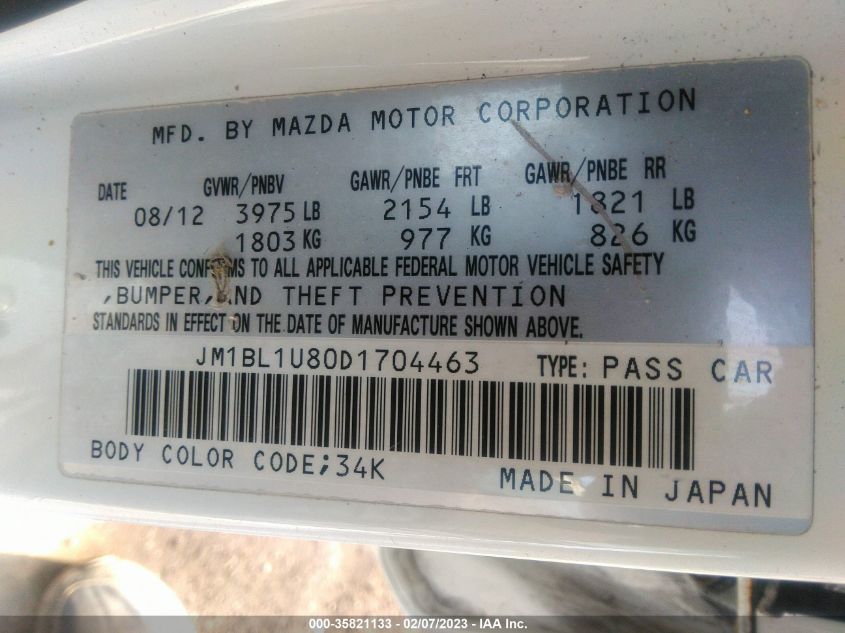 MFD. BY MAZDA MOTOR CORPORATION
DATE GVWR/PNBV GAWR/PNBE FRT GAWR/PNBE RR
08/12 3975 LB 2154 LB 1821 LB
1803 KG 977 KG 826 KG
THIS VEHICLE CONFORMS TO ALL APPLICABLE FEDERAL MOTOR VEHICLE SAFETY
,BUMPER,AND THEFT PREVENTION
STANDARDS IN EFFECT ON THE DATE OF MANUFACTURE SHOWN ABOVE.
JM1BL1U80D1704463 TYPE: PASS CAR
BODY COLOR CODE;34K MADE IN JAPAN
000-35821133 - 02/07/2023 - IAA Inc.